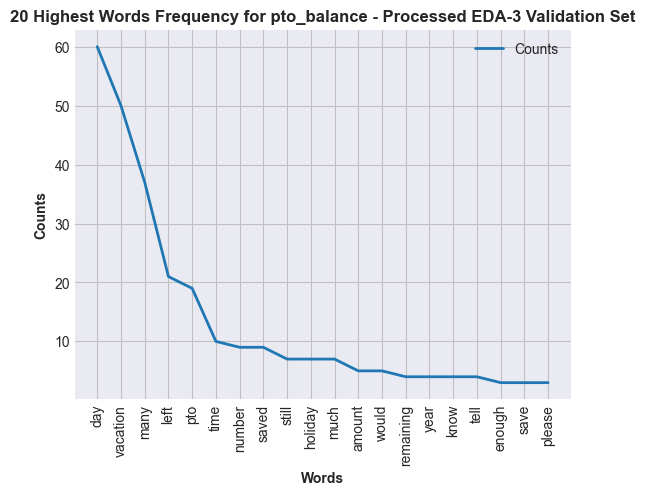 20 Highest Words Frequency for pto_balance - Processed EDA-3 Validation Set
Counts
60
50
40
30
20
10
Counts
day
vacation
many
left
pto
time
number
saved
still
holiday
much
amount
would
remaining
year
know
tell
enough
save
please
Words